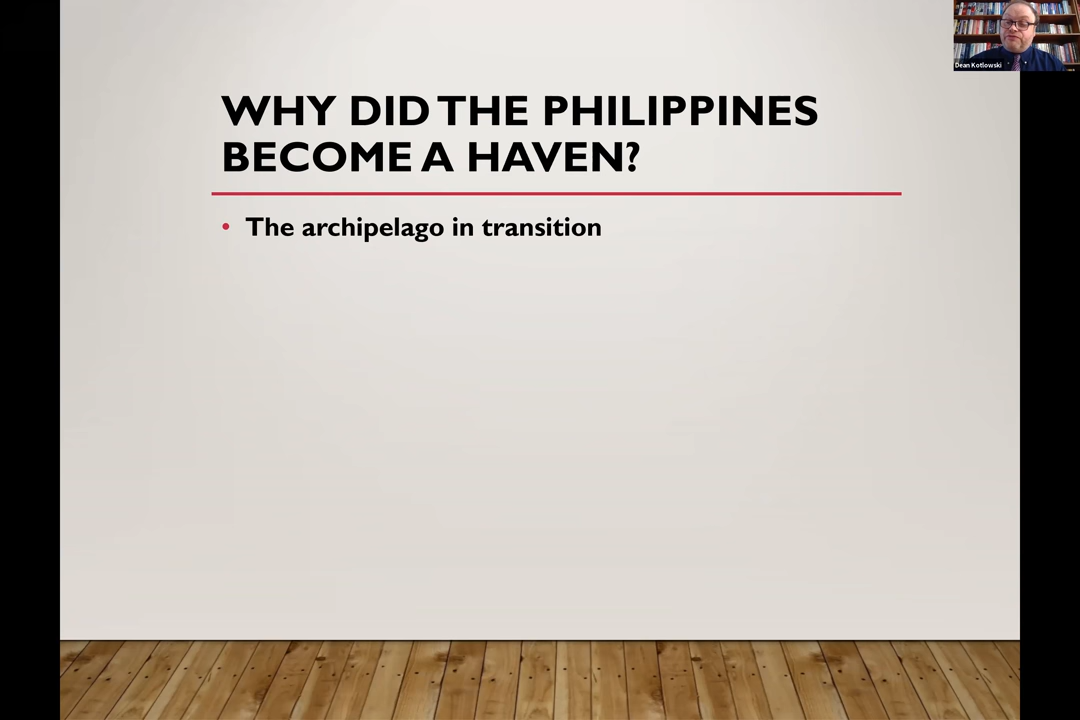 Dean Kotlowski
WHY DID THE PHILIPPINES
BECOME A HAVEN?
• The archipelago in transition